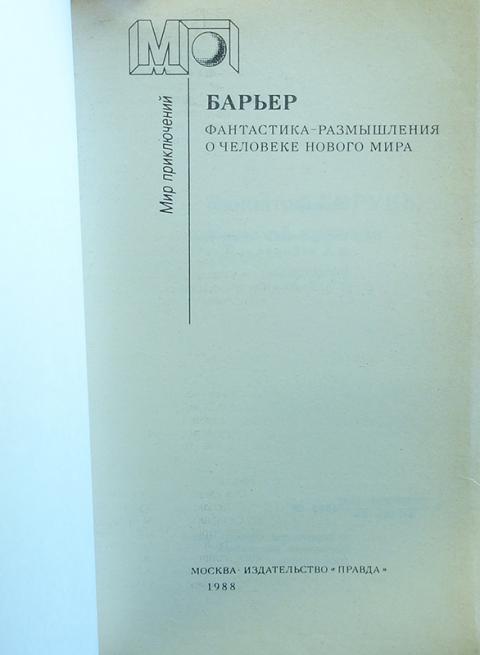 МП
Мир приключений
БАРЬЕР
ФАНТАСТИКА-РАЗМЫШЛЕНИЯ
О ЧЕЛОВЕКЕ НОВОГО МИРА
МОСКВА · ИЗДАТЕЛЬСТВО «ПРАВДА»
1988